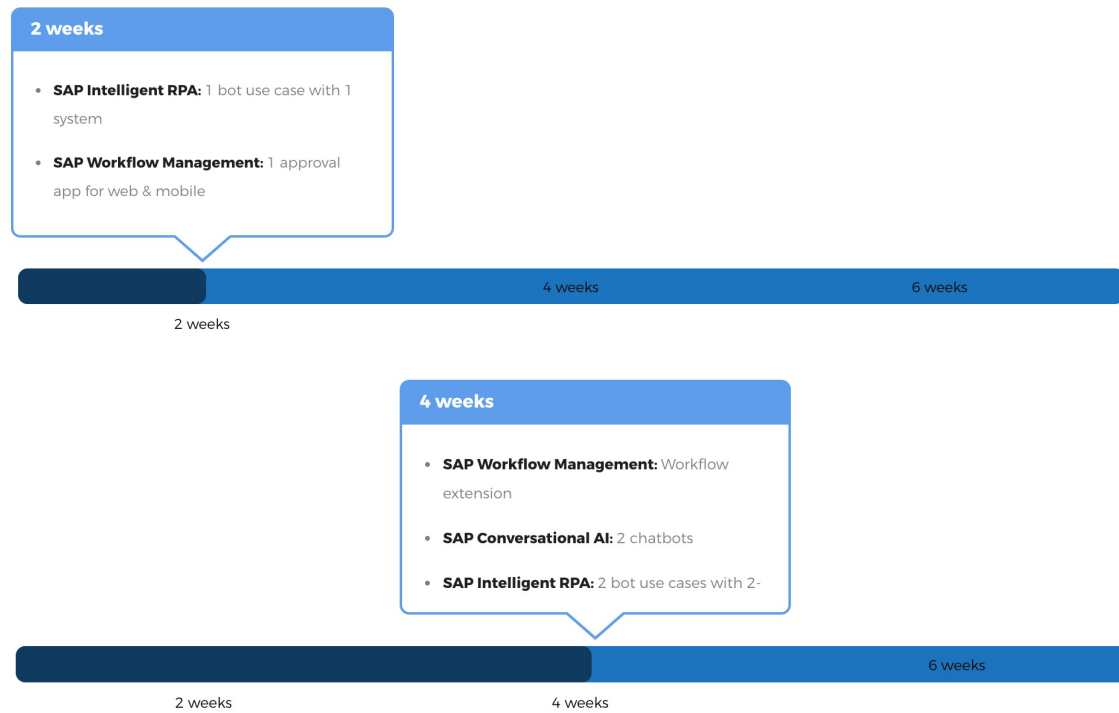 2 weeks
SAP Intelligent RPA: 1 bot use case with 1
system
SAP Workflow Management: 1 approval
app for web & mobile
4 weeks
6 weeks
2 weeks
4 weeks
SAP Workflow Management: Workflow
extension
SAP Conversational AI: 2 chatbots
SAP Intelligent RPA: 2 bot use cases with 2-
6 weeks
2 weeks
4 weeks